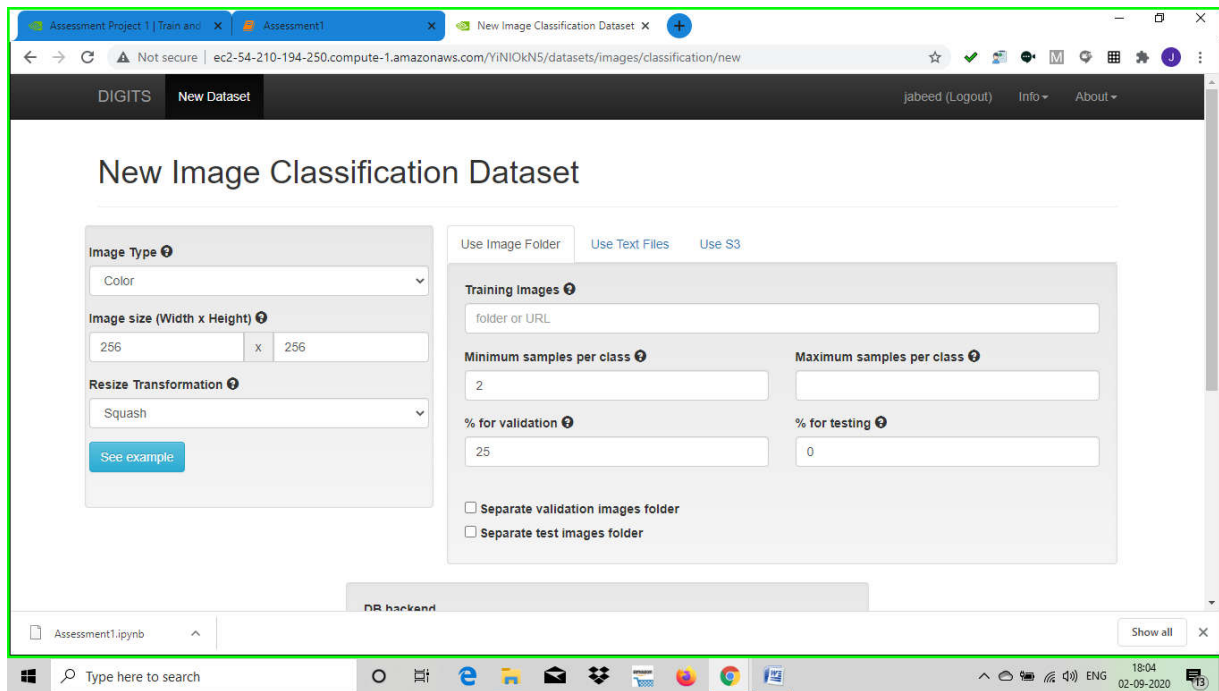 Assessment Project 1 | Train and
Assessment1
New Image Classification Dataset
Not secure | ec2-54-210-194-250.compute-1.amazonaws.com/YiNlOkN5/datasets/images/classification/new
DIGITS New Dataset jabeed (Logout) Info About
New Image Classification Dataset
Image Type
Color
Image size (Width x Height)
256 x 256
Resize Transformation
Squash
See example
Use Image Folder Use Text Files Use S3
Training Images
folder or URL
Minimum samples per class Maximum samples per class
2
% for validation % for testing
25 0
Separate validation images folder
Separate test images folder
DB backend
Assessment1.ipynb Show all
Type here to search
ENG
18:04
02-09-2020
13